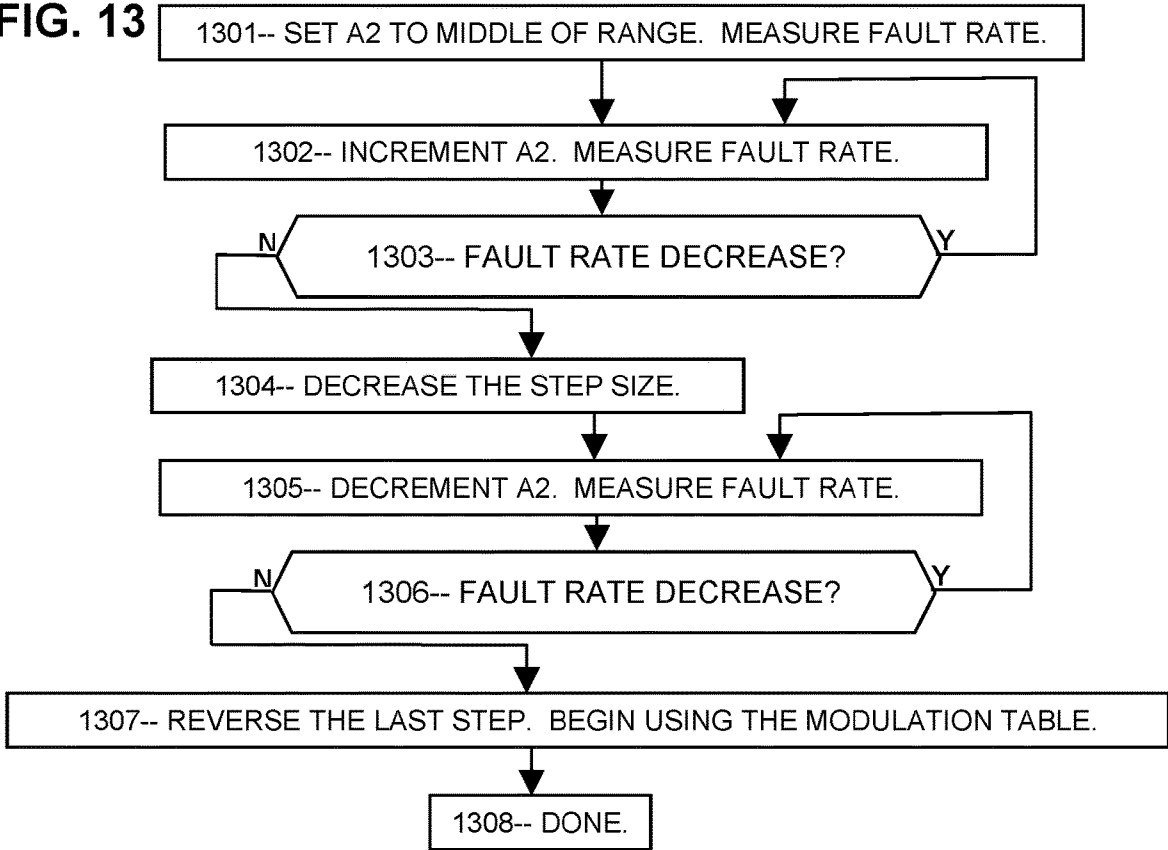 FIG. 13
1301-- SET A2 TO MIDDLE OF RANGE. MEASURE FAULT RATE.
1302-- INCREMENT A2. MEASURE FAULT RATE.
N
1303-- FAULT RATE DECREASE?
Y
1304-- DECREASE THE STEP SIZE.
1305-- DECREMENT A2. MEASURE FAULT RATE.
N
1306-- FAULT RATE DECREASE?
Y
1307-- REVERSE THE LAST STEP. BEGIN USING THE MODULATION TABLE.
1308-- DONE.